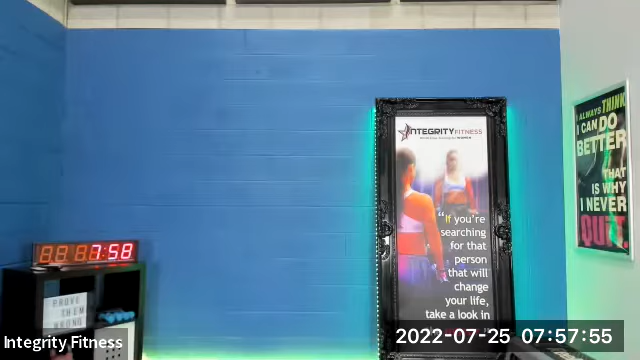 INTEGRITY FITNESS
"if you're
searching
for that
person
that will
change
your life,
take a look in
I ALWAYS THINK
I CAN DO
BETTER
THAT
IS WHY
I NEVER
QUIT.
7:58
PROVE
THEM
WRONG
Integrity Fitness
2022-07-25 07:57:55